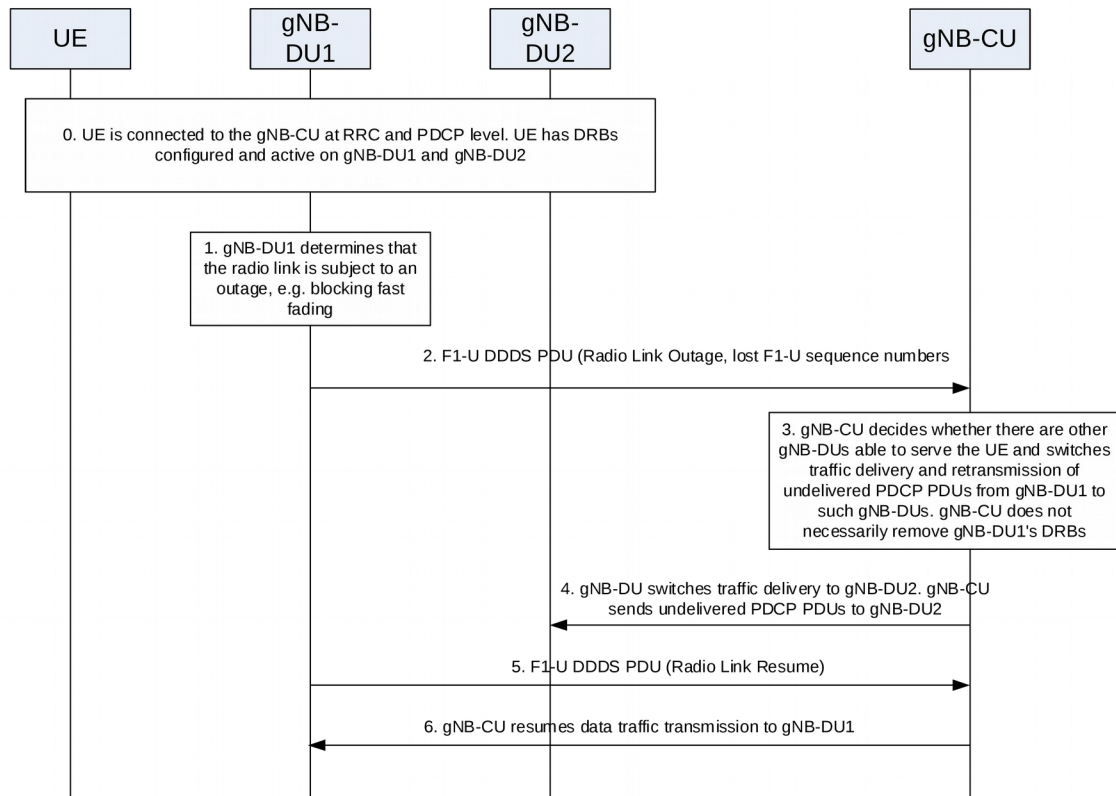 UE
gNB-
DU1
gNB-
DU2
gNB-CU
0. UE is connected to the gNB-CU at RRC and PDCP level. UE has DRBs
configured and active on gNB-DU1 and gNB-DU2
1. gNB-DU1 determines that
the radio link is subject to an
outage, e.g. blocking fast
fading
2. F1-U DDDS PDU (Radio Link Outage, lost F1-U sequence numbers
3. gNB-CU decides whether there are other
gNB-DUs able to serve the UE and switches
traffic delivery and retransmission of
undelivered PDCP PDUs from gNB-DU1 to
such gNB-DUs. gNB-CU does not
necessarily remove gNB-DU1's DRBs
4. gNB-DU switches traffic delivery to gNB-DU2. gNB-CU
sends undelivered PDCP PDUs to gNB-DU2
5. F1-U DDDS PDU (Radio Link Resume)
6. gNB-CU resumes data traffic transmission to gNB-DU1